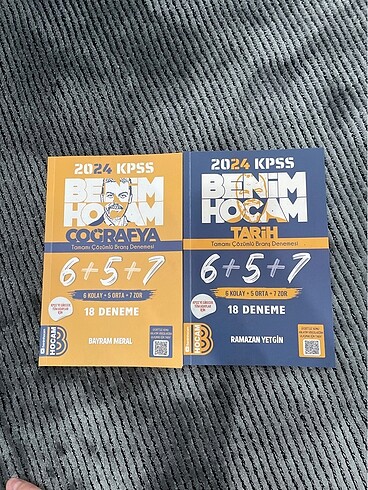 2024 KPSS
BENİM
HOCAM
COĞRAFYA
Tamamı Çözümlü Branş Denemesi
6+5+7
6 KOLAY • 5 ORTA • 7 ZOR
18 DENEME
HOCAM
BAYRAM MERAL
2024 KPSS
BENİM
HOCAM
TARİH
Tamamı Çözümlü Branş Denemesi
6+5+7
6 KOLAY • 5 ORTA • 7 ZOR
18 DENEME
HOCAM
RAMAZAN YETGİN